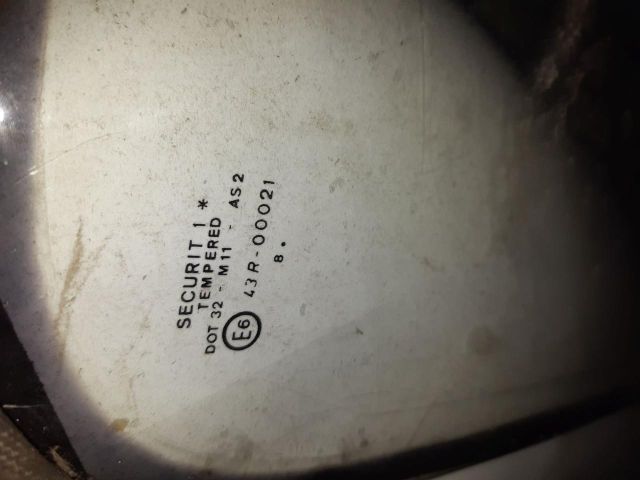 SECURIT 1 *
TEMPERED
DOT 32 - M11 - AS2
E6 43R-00021
8 .